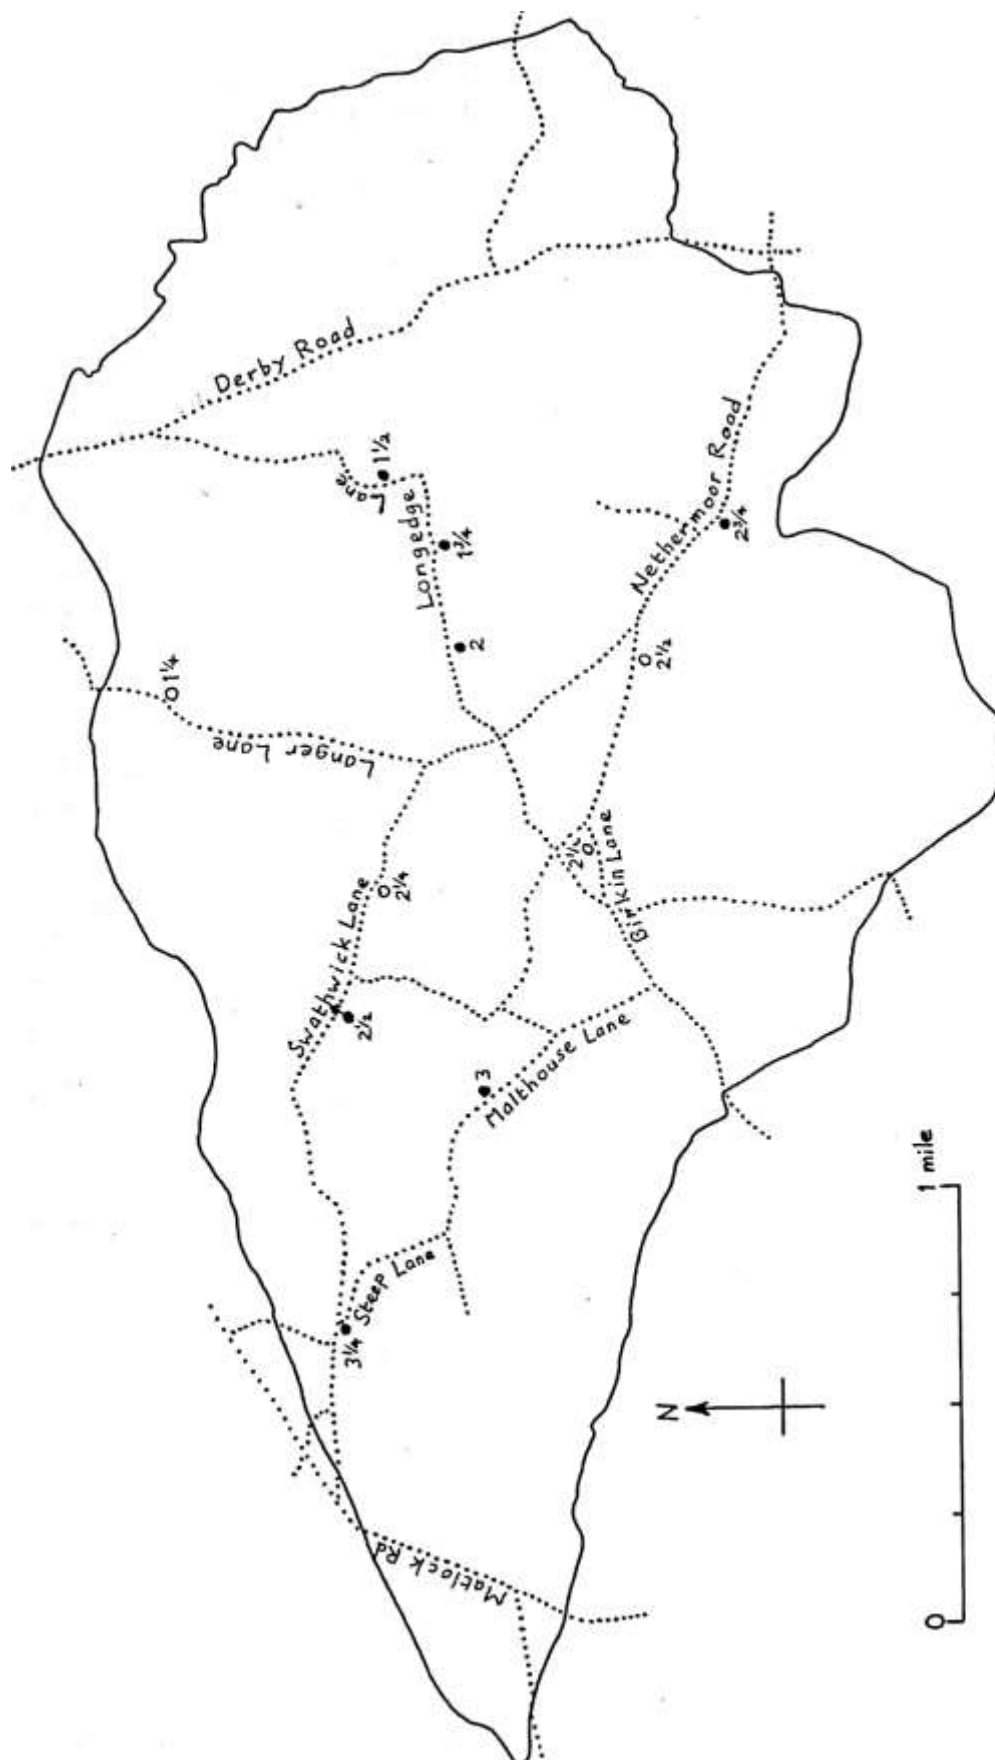 Derby Road
Lane
1½
Longedge
1¾
2
Nethermoor Road
2¾
2½
1¼
Langer Lane
Swathwick Lane
2¼
2½
2½
Birkin Lane
3
Malthouse Lane
Steep Lane
3¼
Matlock Rd
N
0
1 mile